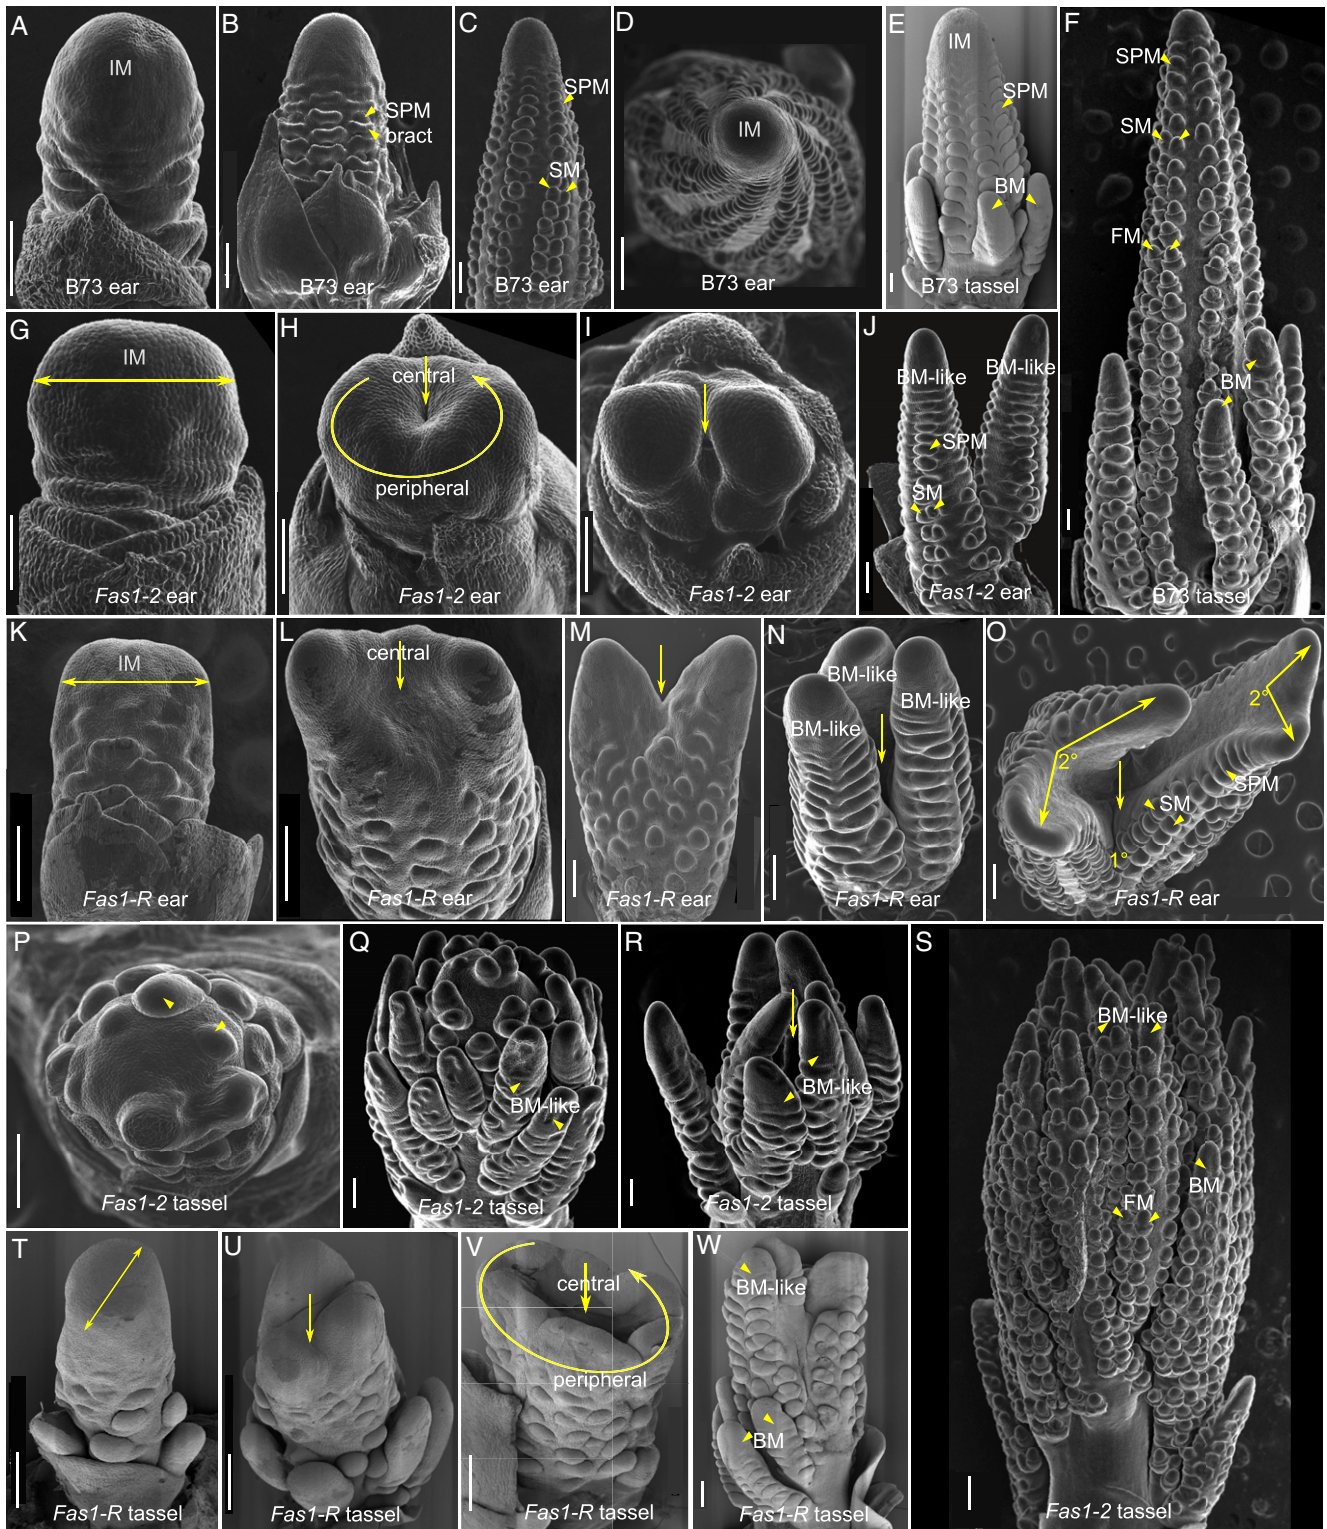 A
IM
B73 ear
B
SPM
bract
B73 ear
C
SPM
SM
B73 ear
D
IM
B73 ear
E
IM
SPM
BM
B73 tassel
F
SPM
SM
FM
BM
B73 tassel
G
IM
Fas1-2 ear
H
central
peripheral
Fas1-2 ear
I
Fas1-2 ear
J
BM-like
BM-like
SPM
SM
Fas1-2 ear
K
IM
Fas1-R ear
L
central
Fas1-R ear
M
Fas1-R ear
N
BM-like
BM-like
BM-like
Fas1-R ear
O
2°
2°
SPM
SM
1°
Fas1-R ear
P
Fas1-2 tassel
Q
BM-like
Fas1-2 tassel
R
BM-like
Fas1-2 tassel
S
BM-like
BM
FM
Fas1-2 tassel
T
Fas1-R tassel
U
Fas1-R tassel
V
central
peripheral
Fas1-R tassel
W
BM-like
BM
Fas1-R tassel